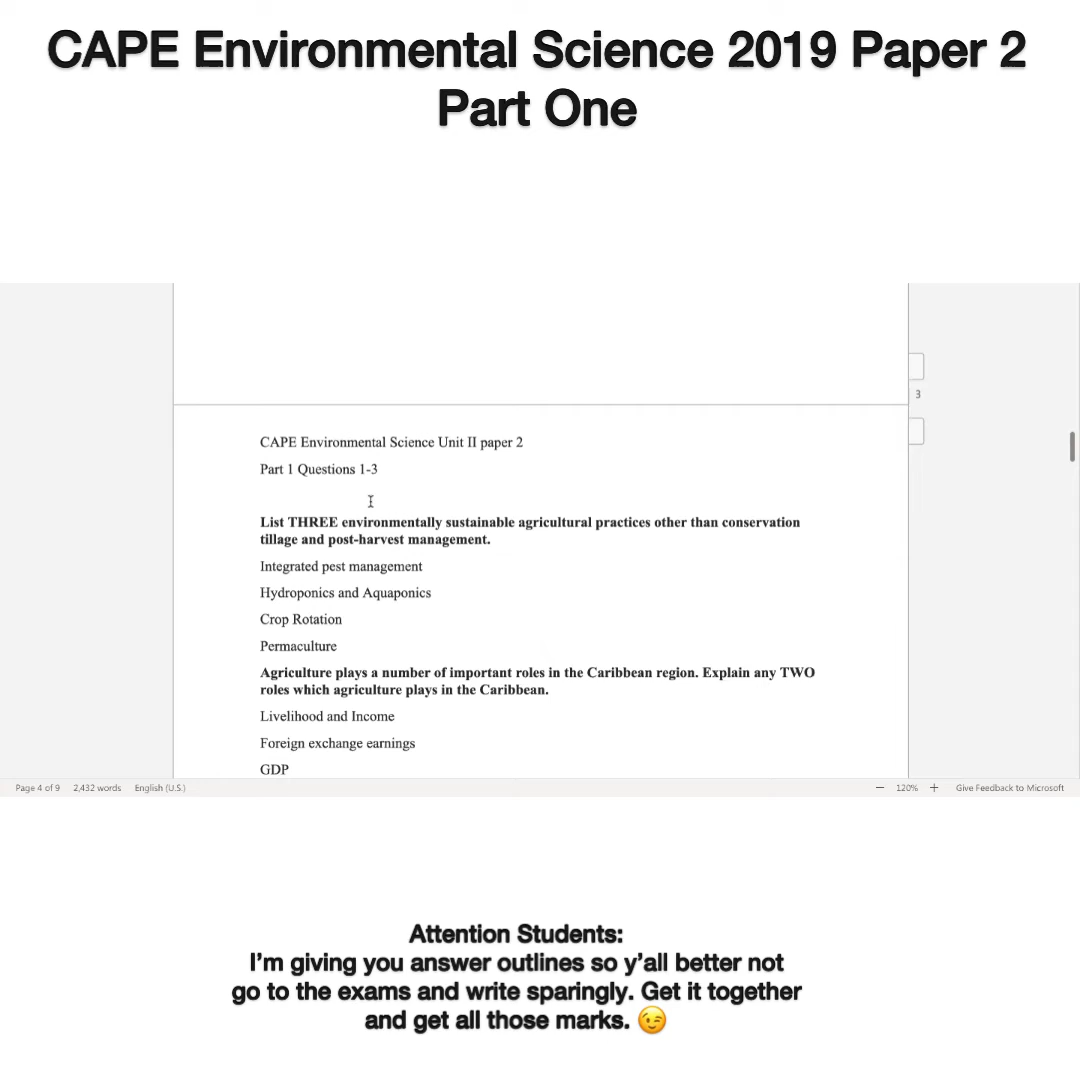 CAPE Environmental Science 2019 Paper 2
Part One
3
CAPE Environmental Science Unit II paper 2
Part 1 Questions 1-3
List THREE environmentally sustainable agricultural practices other than conservation
tillage and post-harvest management.
Integrated pest management
Hydroponics and Aquaponics
Crop Rotation
Permaculture
Agriculture plays a number of important roles in the Caribbean region. Explain any TWO
roles which agriculture plays in the Caribbean.
Livelihood and Income
Foreign exchange earnings
GDP
Page 4 of 9 2,432 words English (U.S.) — 120% + Give Feedback to Microsoft
Attention Students:
I’m giving you answer outlines so y’all better not
go to the exams and write sparingly. Get it together
and get all those marks. 😉